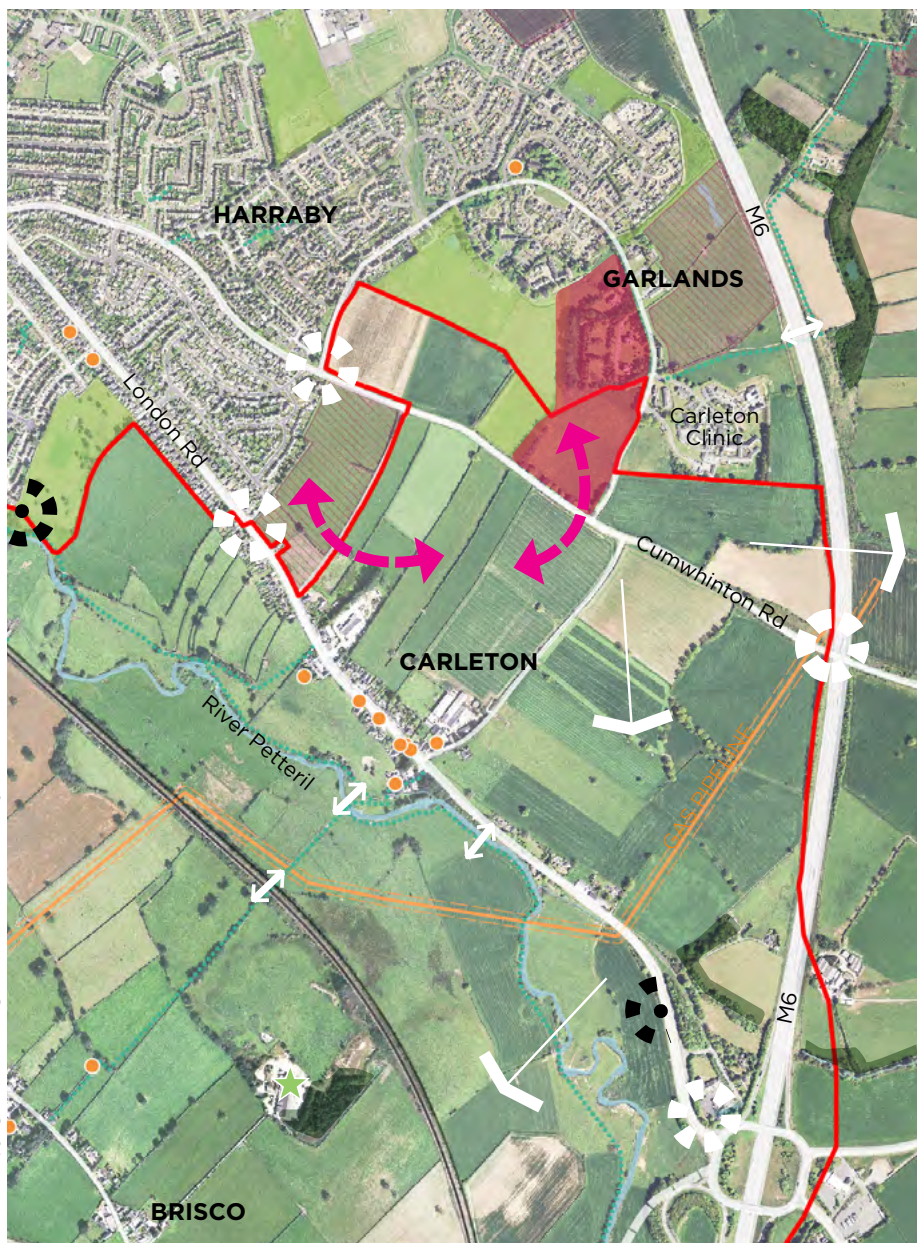 HARRABY
M6
GARLANDS
London Rd
Carleton
Clinic
Cumwhinton Rd
CARLETON
River Petteril
GAS PIPELINE
M6
BRISCO